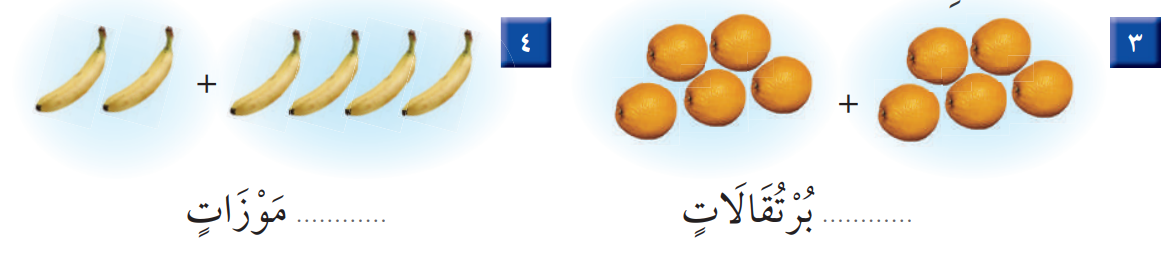 ٣
+
............ بُرْتُقَالَاتٍ
٤
+
............ مَوْزَاتٍ